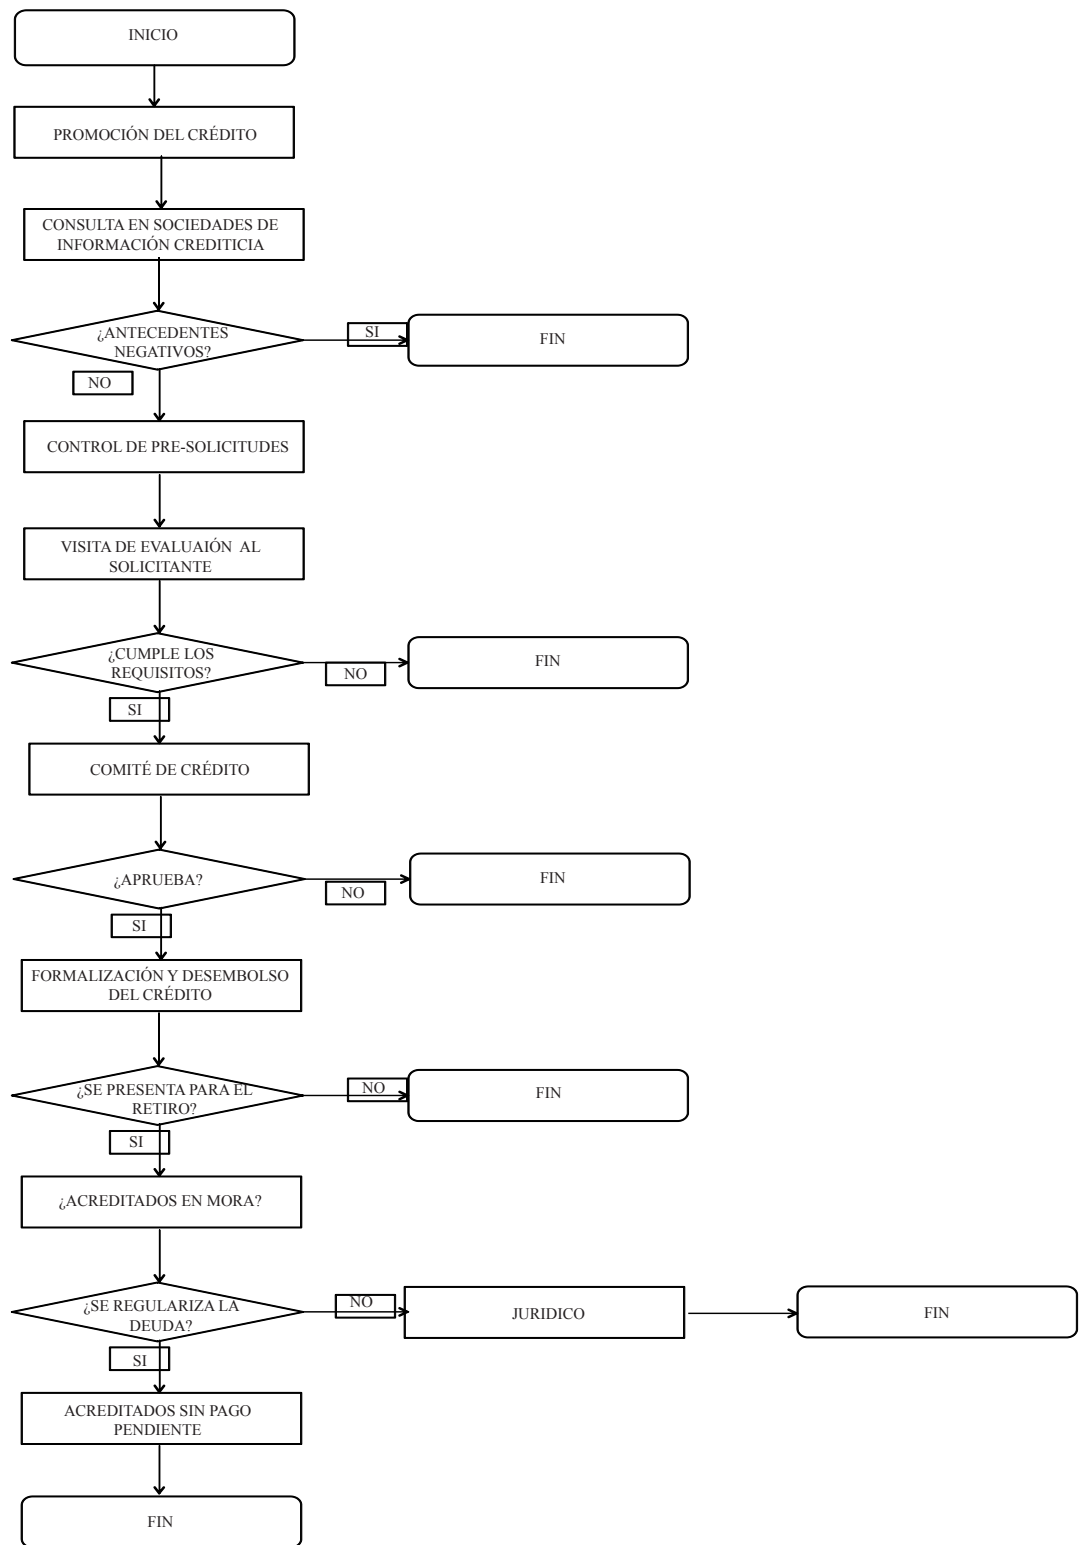 INICIO
PROMOCIÓN DEL CRÉDITO
CONSULTA EN SOCIEDADES DE
INFORMACIÓN CREDITICIA
¿ANTECEDENTES
NEGATIVOS?
SI
FIN
NO
CONTROL DE PRE-SOLICITUDES
VISITA DE EVALUAIÓN AL
SOLICITANTE
¿CUMPLE LOS
REQUISITOS?
NO
FIN
SI
COMITÉ DE CRÉDITO
¿APRUEBA?
NO
FIN
SI
FORMALIZACIÓN Y DESEMBOLSO
DEL CRÉDITO
¿SE PRESENTA PARA EL
RETIRO?
NO
FIN
SI
¿ACREDITADOS EN MORA?
¿SE REGULARIZA LA
DEUDA?
NO
JURIDICO
FIN
SI
ACREDITADOS SIN PAGO
PENDIENTE
FIN